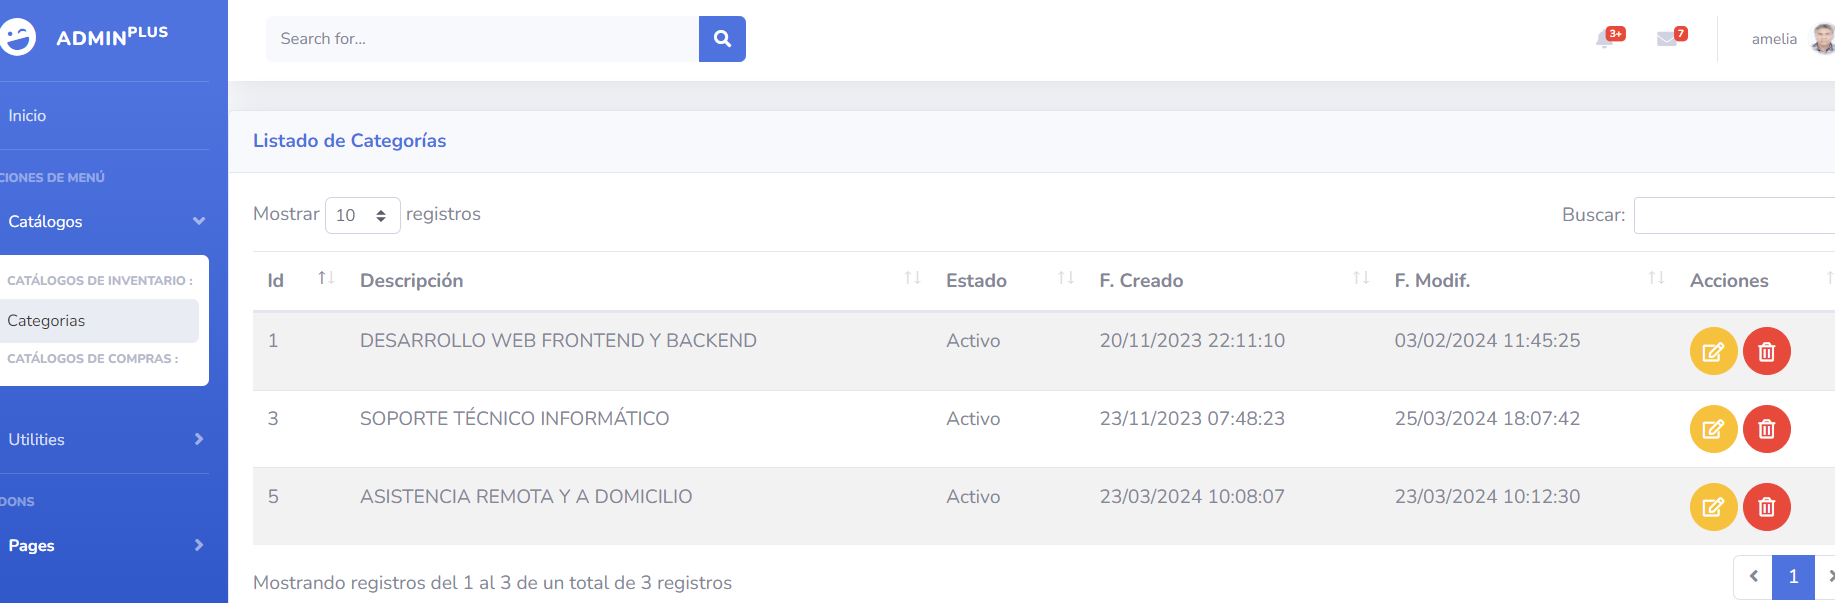 ADMINPLUS
Search for...
3+
7
amelia
Inicio
CIONES DE MENÚ
Catálogos
CATÁLOGOS DE INVENTARIO :
Categorias
CATÁLOGOS DE COMPRAS :
Utilities
DONS
Pages
Listado de Categorías
Mostrar 10 registros
Buscar:
Id Descripción Estado F. Creado F. Modif. Acciones
1 DESARROLLO WEB FRONTEND Y BACKEND Activo 20/11/2023 22:11:10 03/02/2024 11:45:25
3 SOPORTE TÉCNICO INFORMÁTICO Activo 23/11/2023 07:48:23 25/03/2024 18:07:42
5 ASISTENCIA REMOTA Y A DOMICILIO Activo 23/03/2024 10:08:07 23/03/2024 10:12:30
Mostrando registros del 1 al 3 de un total de 3 registros
1